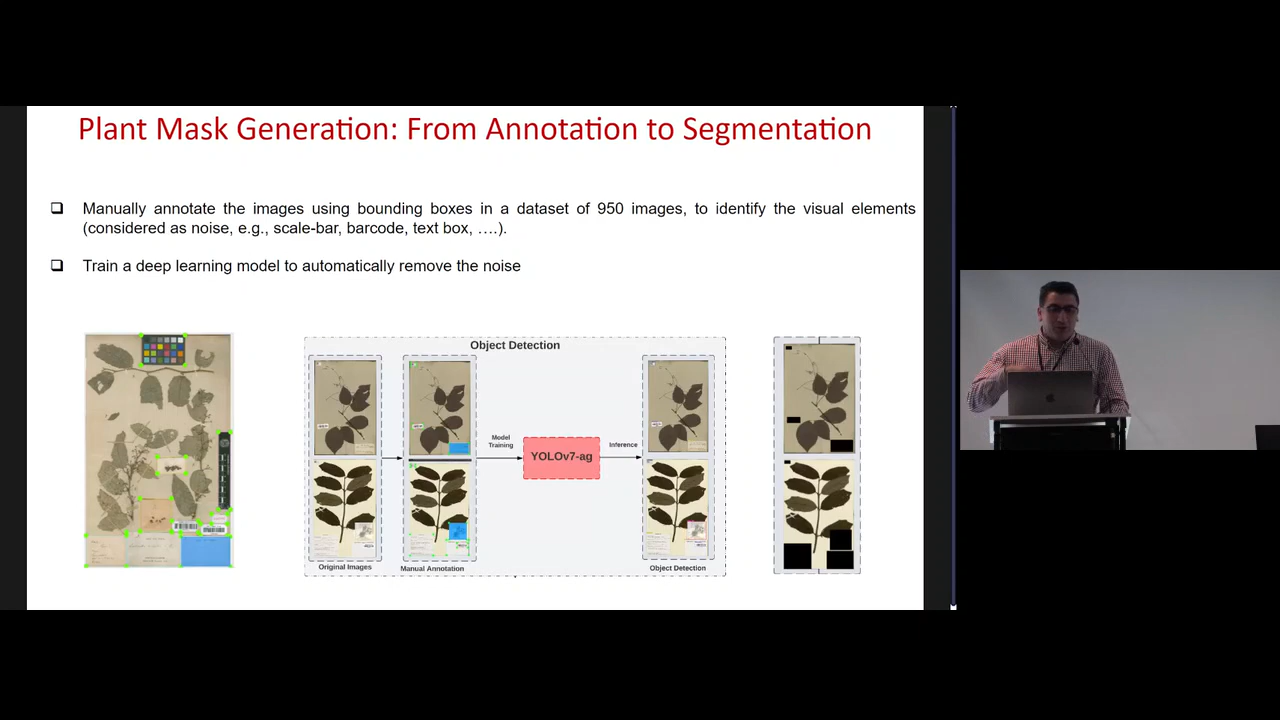 Plant Mask Generation: From Annotation to Segmentation
❑ Manually annotate the images using bounding boxes in a dataset of 950 images, to identify the visual elements
(considered as noise, e.g., scale-bar, barcode, text box, ….).
❑ Train a deep learning model to automatically remove the noise
Object Detection
Model
Training
YOLOv7-ag
Inference
Original Images
Manual Annotation
Object Detection